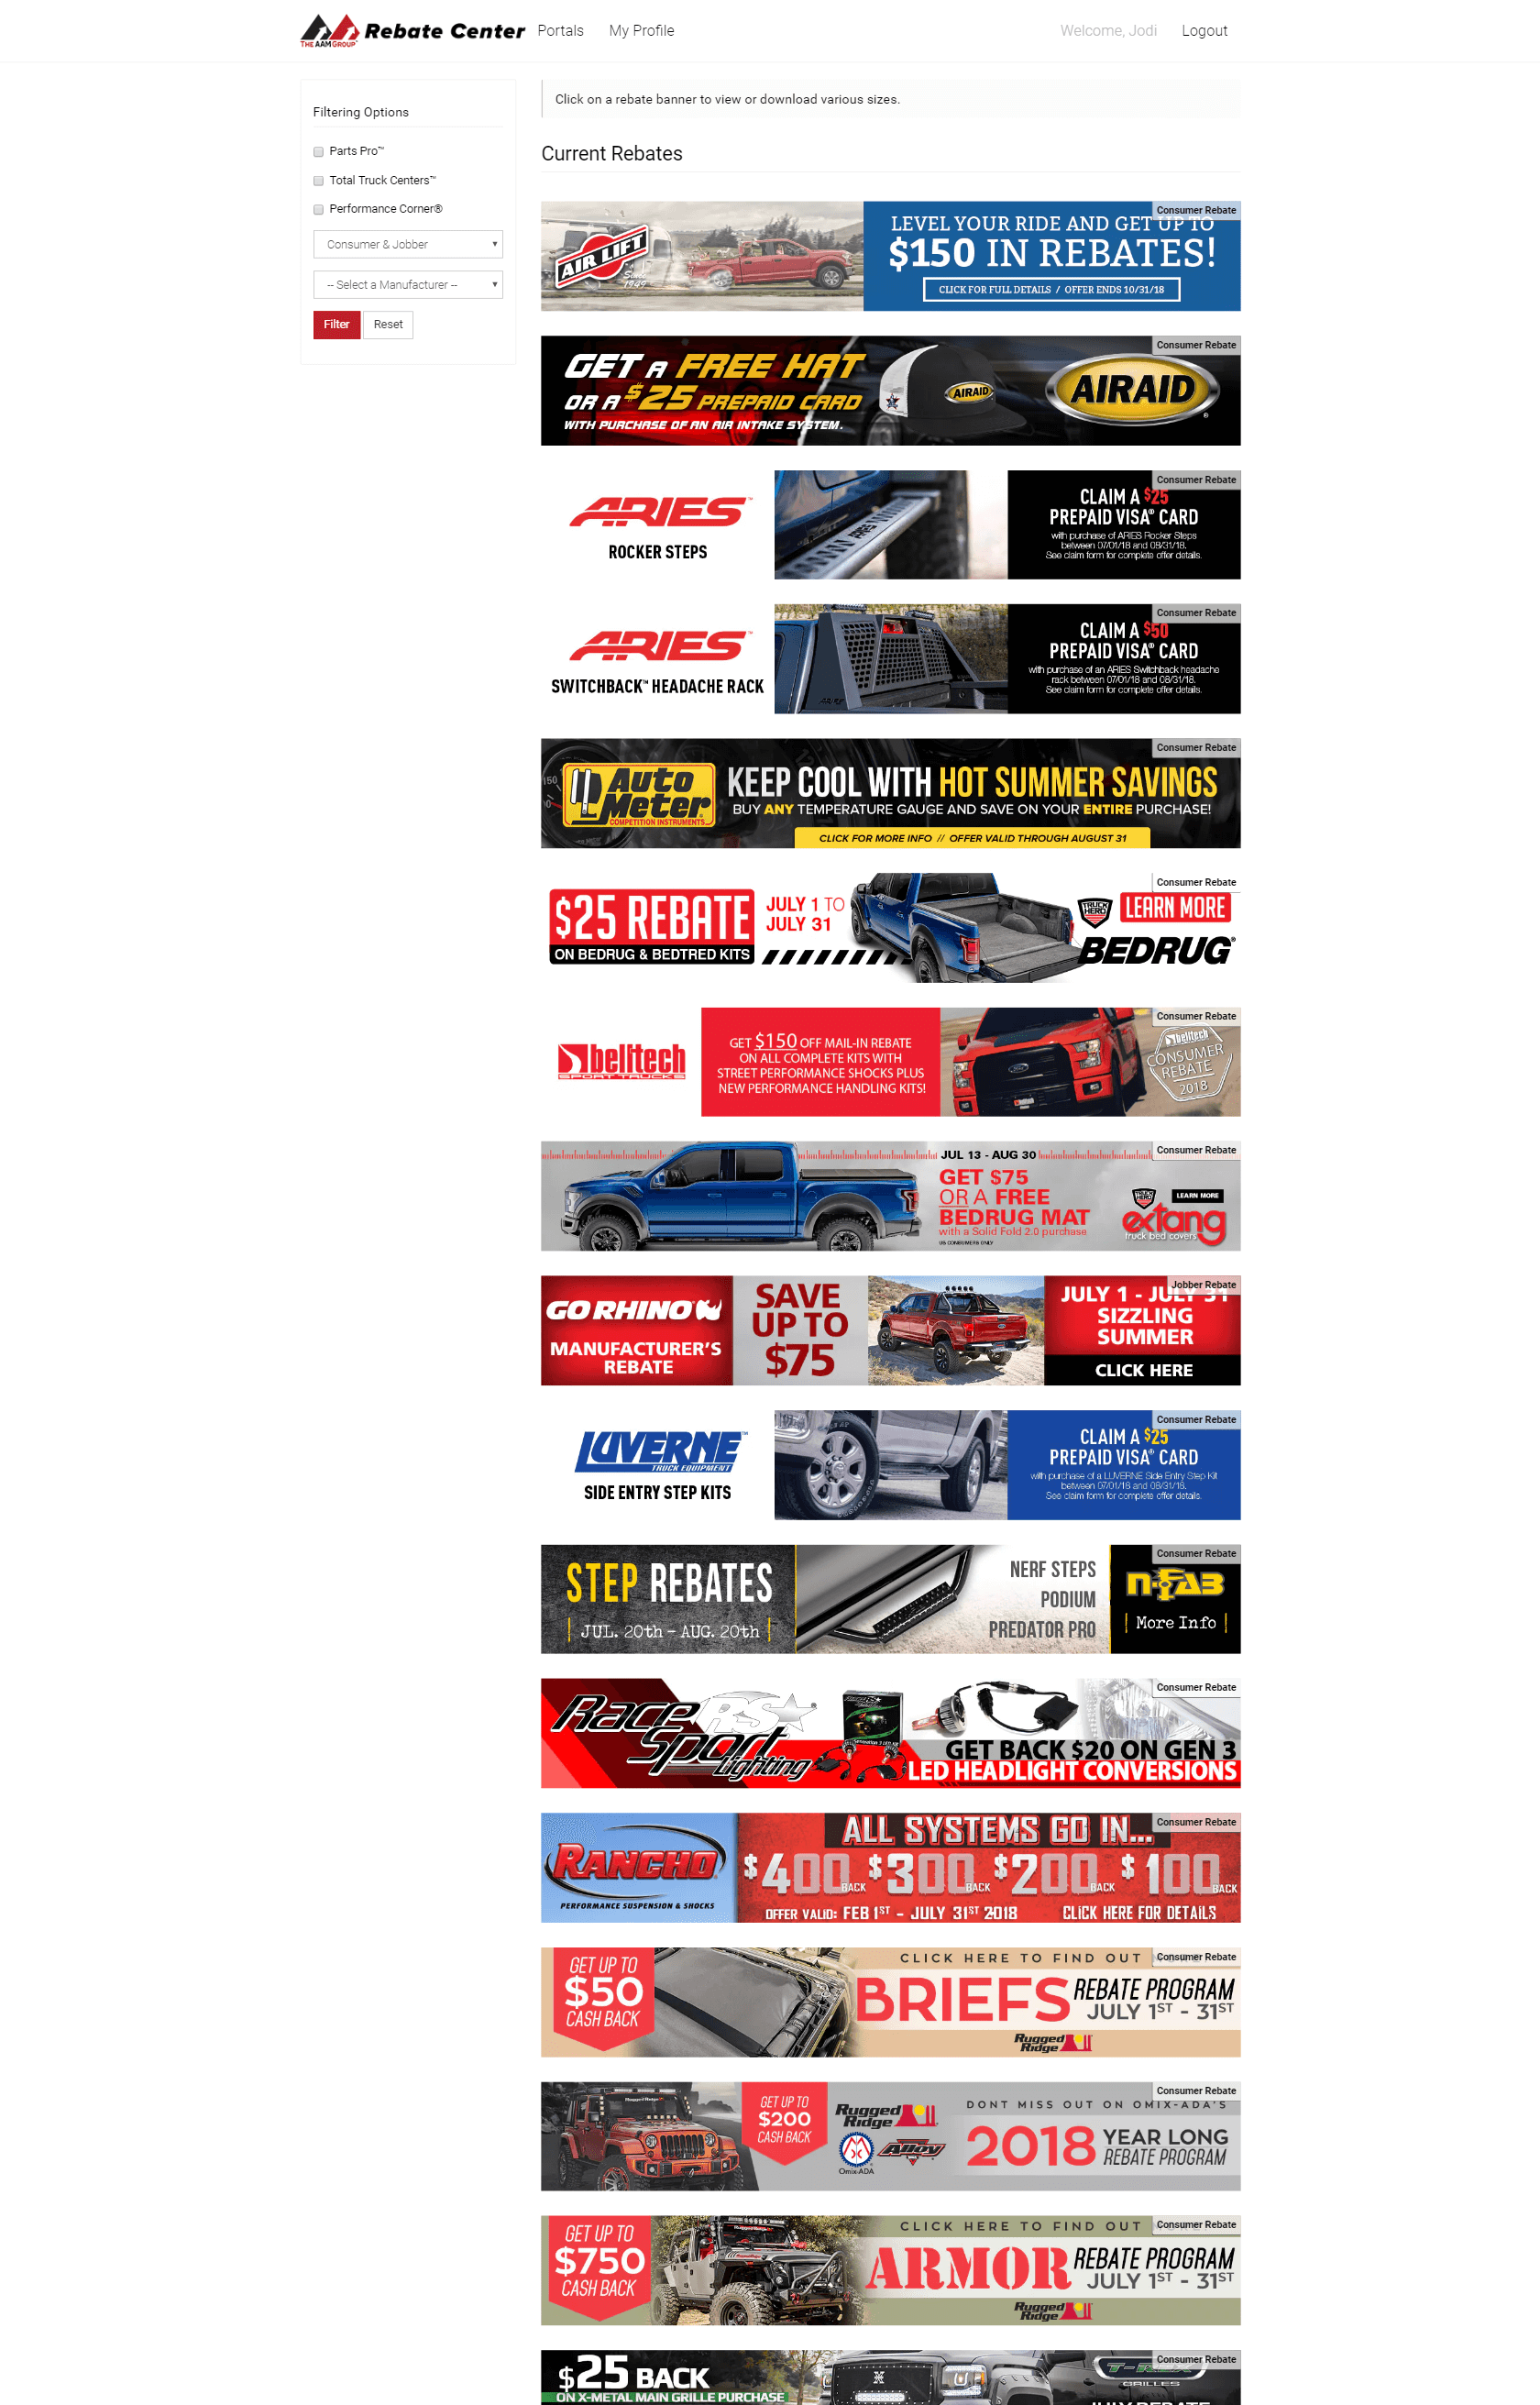 THE AAM GROUP
Rebate Center
Portals
My Profile
Welcome, Jodi
Logout
Filtering Options
Parts Pro™
Total Truck Centers™
Performance Corner®
Consumer & Jobber
-- Select a Manufacturer --
Filter
Reset
Click on a rebate banner to view or download various sizes.
Current Rebates
Consumer Rebate
AIR LIFT
Since
1949
LEVEL YOUR RIDE AND GET UP TO
$150 IN REBATES!
CLICK FOR FULL DETAILS / OFFER ENDS 10/31/18
Consumer Rebate
GET A FREE HAT
OR A $25 PREPAID CARD
WITH PURCHASE OF AN AIR INTAKE SYSTEM.
AIRAID
AIRAID®
Consumer Rebate
ARIES™
ROCKER STEPS
CLAIM A $25
PREPAID VISA® CARD
with purchase of ARIES Rocker Steps
between 07/01/18 and 08/31/18.
See claim form for complete offer details.
Consumer Rebate
ARIES™
SWITCHBACK™ HEADACHE RACK
ARIES
CLAIM A $50
PREPAID VISA® CARD
with purchase of an ARIES Switchback headache
rack between 07/01/18 and 08/31/18.
See claim form for complete offer details.
Consumer Rebate
150
Auto
Meter®
COMPETITION INSTRUMENTS
KEEP COOL WITH HOT SUMMER SAVINGS
BUY ANY TEMPERATURE GAUGE AND SAVE ON YOUR ENTIRE PURCHASE!
CLICK FOR MORE INFO // OFFER VALID THROUGH AUGUST 31
Consumer Rebate
$25 REBATE
ON BEDRUG & BEDTRED KITS
JULY 1 TO
JULY 31
TRUCK
HERO
LEARN MORE
BEDRUG®
Consumer Rebate
belltech
SPORT TRUCKS
GET $150 OFF MAIL-IN REBATE
ON ALL COMPLETE KITS WITH
STREET PERFORMANCE SHOCKS PLUS
NEW PERFORMANCE HANDLING KITS!
belltech
CONSUMER
REBATE
2018
Consumer Rebate
JUL 13 - AUG 30
GET $75
OR A FREE
BEDRUG MAT
with a Solid Fold 2.0 purchase
US CONSUMERS ONLY
TRUCK
HERO
LEARN MORE
extang
truck bed covers
Jobber Rebate
GO RHINO
MANUFACTURER'S
REBATE
SAVE
UP TO
$75
JULY 1 - JULY 31
SIZZLING
SUMMER
CLICK HERE
Consumer Rebate
LUVERNE™
TRUCK EQUIPMENT
SIDE ENTRY STEP KITS
CLAIM A $25
PREPAID VISA® CARD
with purchase of a LUVERNE Side Entry Step Kit
between 07/01/18 and 08/31/18.
See claim form for complete offer details.
Consumer Rebate
STEP REBATES
JUL. 20th - AUG. 20th
NERF STEPS
PODIUM
PREDATOR PRO
n-FAB
More Info
Consumer Rebate
Race RS®
Sport
Lighting
GET BACK $20 ON GEN 3
LED HEADLIGHT CONVERSIONS
Consumer Rebate
RANCHO®
PERFORMANCE SUSPENSION & SHOCKS
ALL SYSTEMS GO IN...
$400 BACK $300 BACK $200 BACK $100 BACK
OFFER VALID: FEB 1ST - JULY 31ST 2018 CLICK HERE FOR DETAILS
Consumer Rebate
GET UP TO
$50
CASH BACK
CLICK HERE TO FIND OUT
BRIEFS REBATE PROGRAM
JULY 1ST - 31ST
Rugged
Ridge
Consumer Rebate
GET UP TO
$200
CASH BACK
Rugged
Ridge
Omix-ADA
Alloy
DONT MISS OUT ON OMIX-ADA'S
2018 YEAR LONG
REBATE PROGRAM
Consumer Rebate
GET UP TO
$750
CASH BACK
CLICK HERE TO FIND OUT
ARMOR REBATE PROGRAM
JULY 1ST - 31ST
Rugged
Ridge
Consumer Rebate
$25 BACK
ON X-METAL MAIN GRILLE PURCHASE
T-REX
GRILLES
JULY REBATE